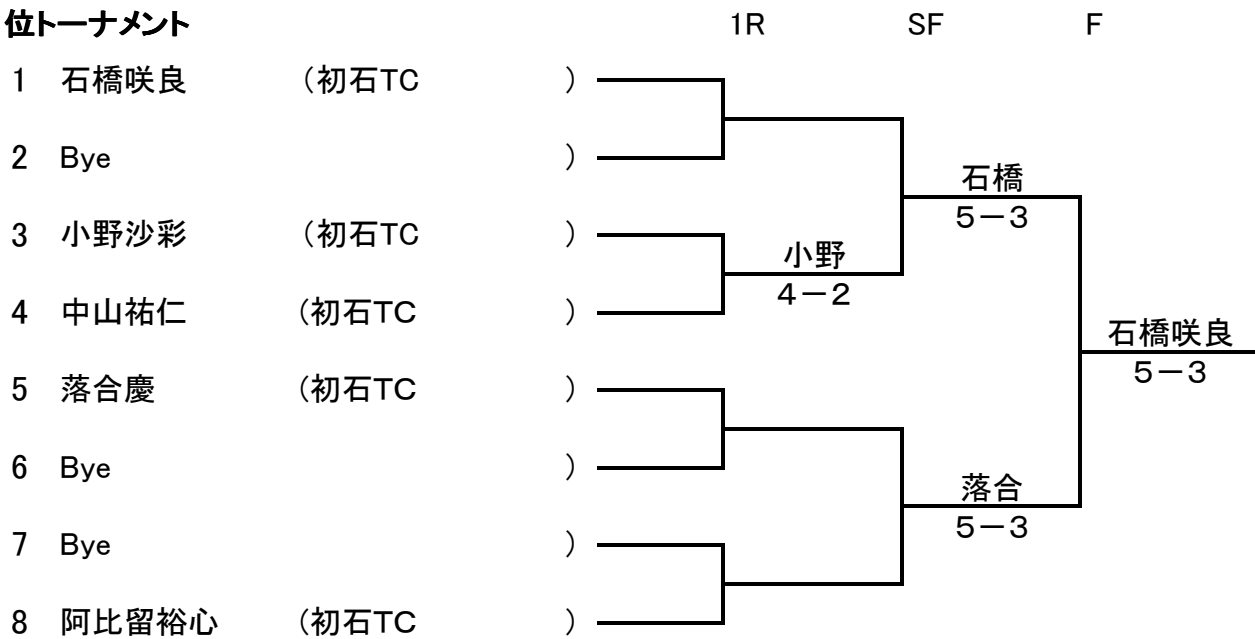 位トーナメント 1R SF F
1 石橋咲良 （初石TC ）
2 Bye ）
石橋
5－3
3 小野沙彩 （初石TC ）
小野
4－2
4 中山祐仁 （初石TC ）
石橋咲良
5－3
5 落合慶 （初石TC ）
6 Bye ）
落合
5－3
7 Bye ）
8 阿比留裕心 （初石TC ）